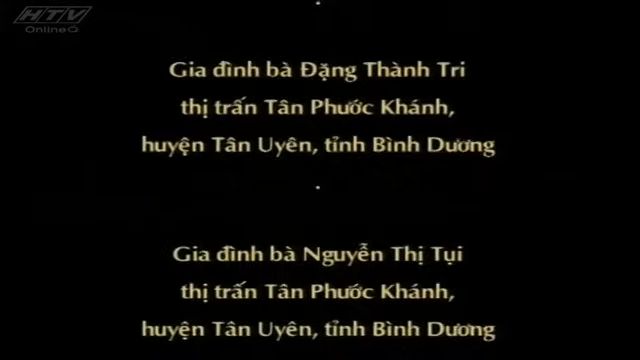 HTV
Online
Gia đình bà Đặng Thành Tri
thị trấn Tân Phước Khánh,
huyện Tân Uyên, tỉnh Bình Dương
Gia đình bà Nguyễn Thị Tụi
thị trấn Tân Phước Khánh,
huyện Tân Uyên, tỉnh Bình Dương